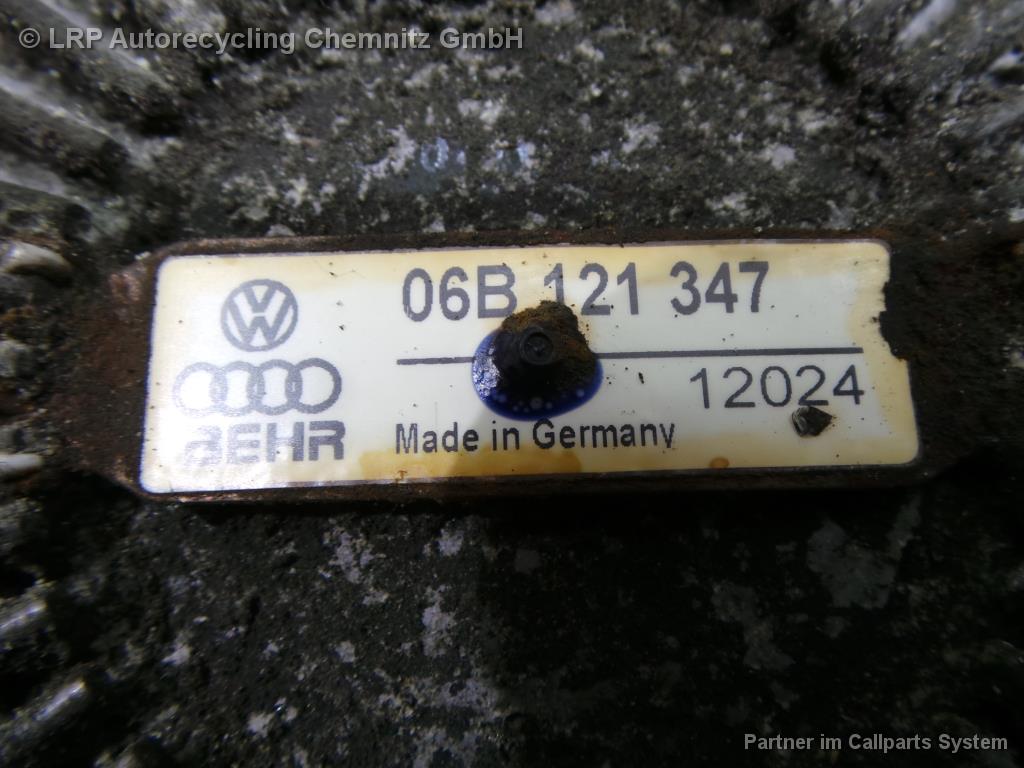 © LRP Autorecycling Chemnitz GmbH
06B 121 347
12024
BEHR
Made in Germany
Partner im Callparts System